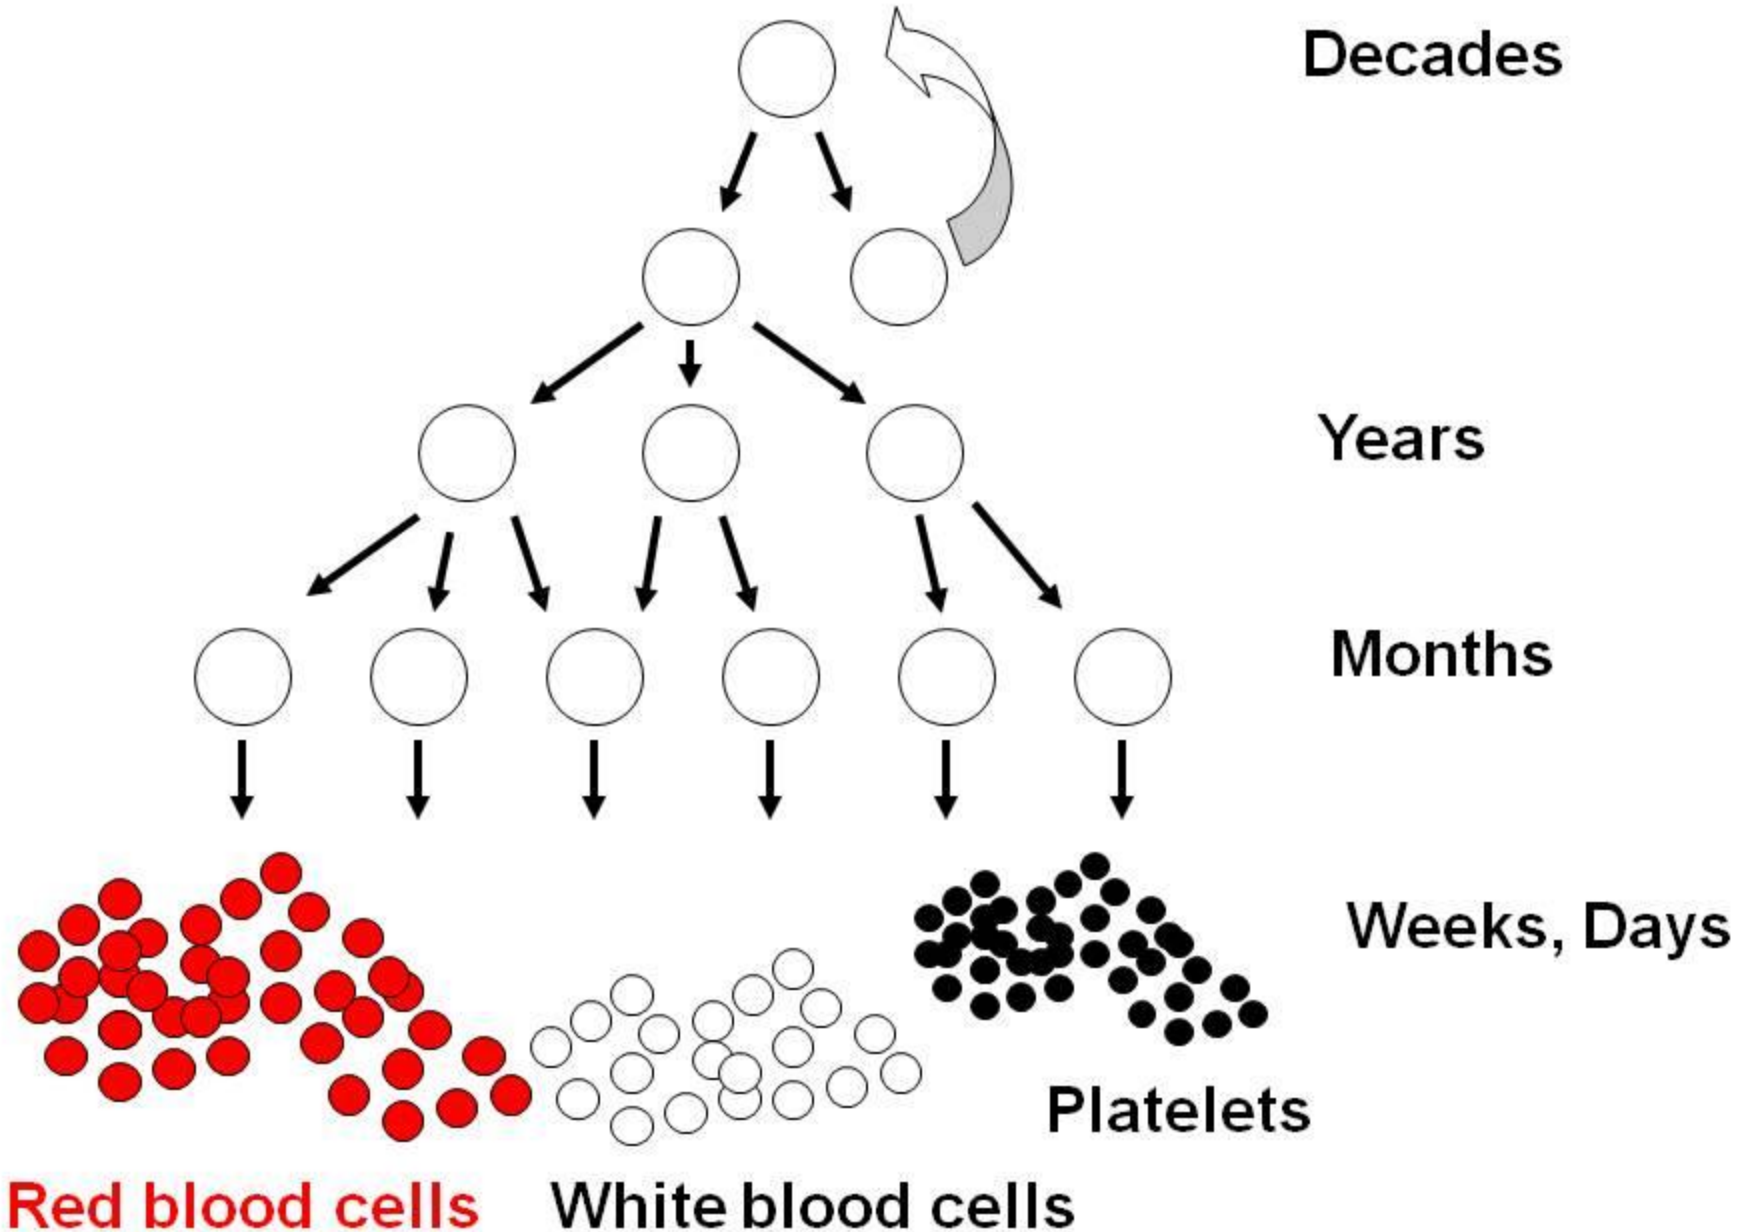 Decades
Years
Months
Weeks, Days
Platelets
Red blood cells
White blood cells